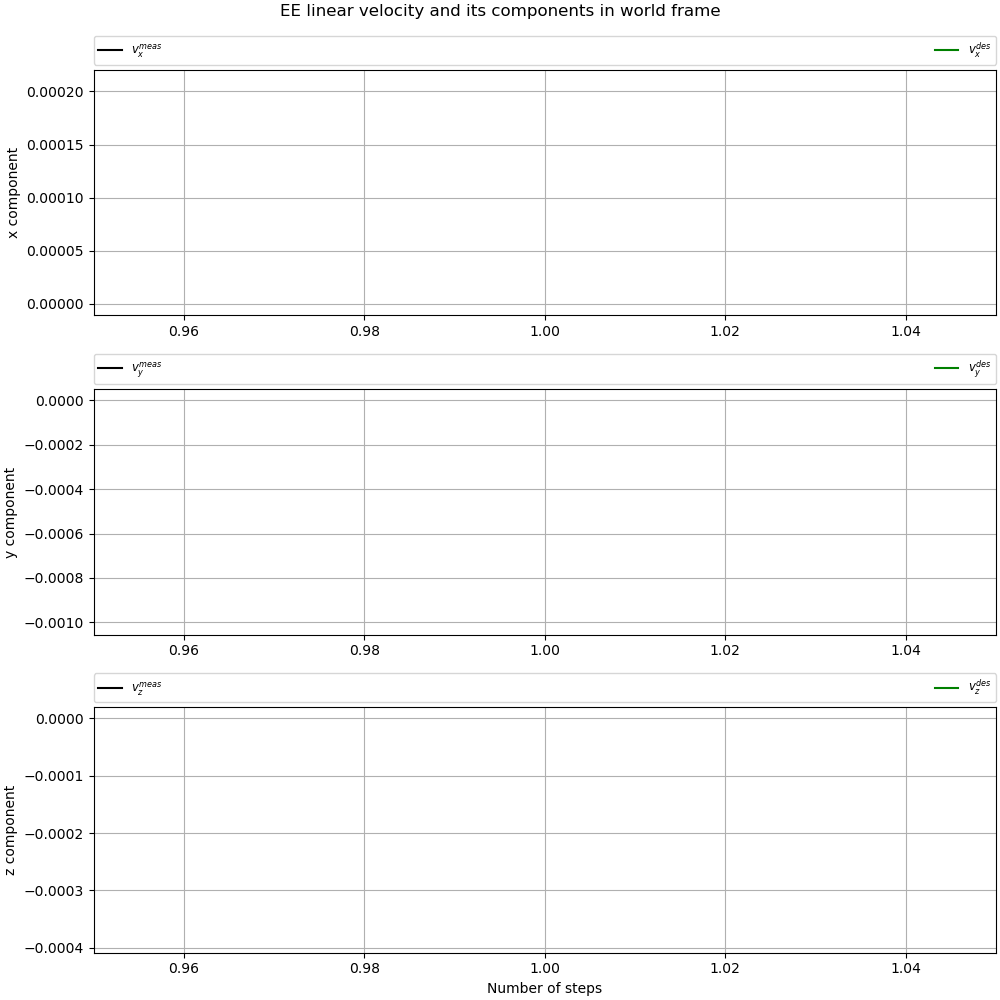 EE linear velocity and its components in world frame
v_x^{meas} v_x^{des}
0.00020
0.00015
0.00010
0.00005
0.00000
x component
0.96 0.98 1.00 1.02 1.04
v_y^{meas} v_y^{des}
0.0000
−0.0002
−0.0004
−0.0006
−0.0008
−0.0010
y component
0.96 0.98 1.00 1.02 1.04
v_z^{meas} v_z^{des}
0.0000
−0.0001
−0.0002
−0.0003
−0.0004
z component
0.96 0.98 1.00 1.02 1.04
Number of steps